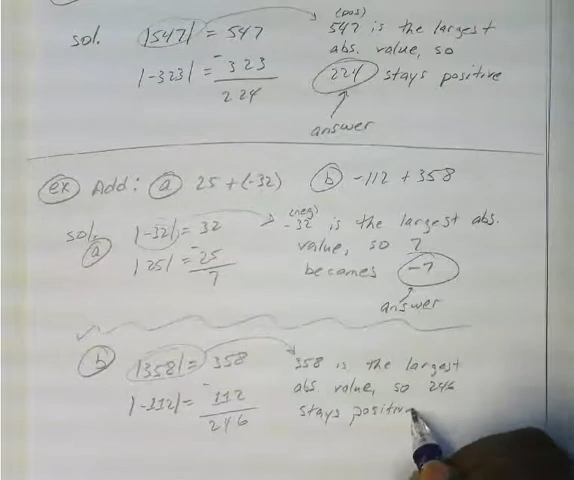 sol. |547| = 547
(pos)
547 is the largest
abs. value, so
|-323| = -323
224
224 stays positive
answer
ex Add: a 25 + (-32) b -112 + 358
sol.
a |-32| = 32
|25| = -25
7
(neg)
-32 is the largest abs.
value, so 7
becomes -7
answer
b |358| = 358
|-112| = -112
246
358 is the largest
abs. value, so 246
stays positive